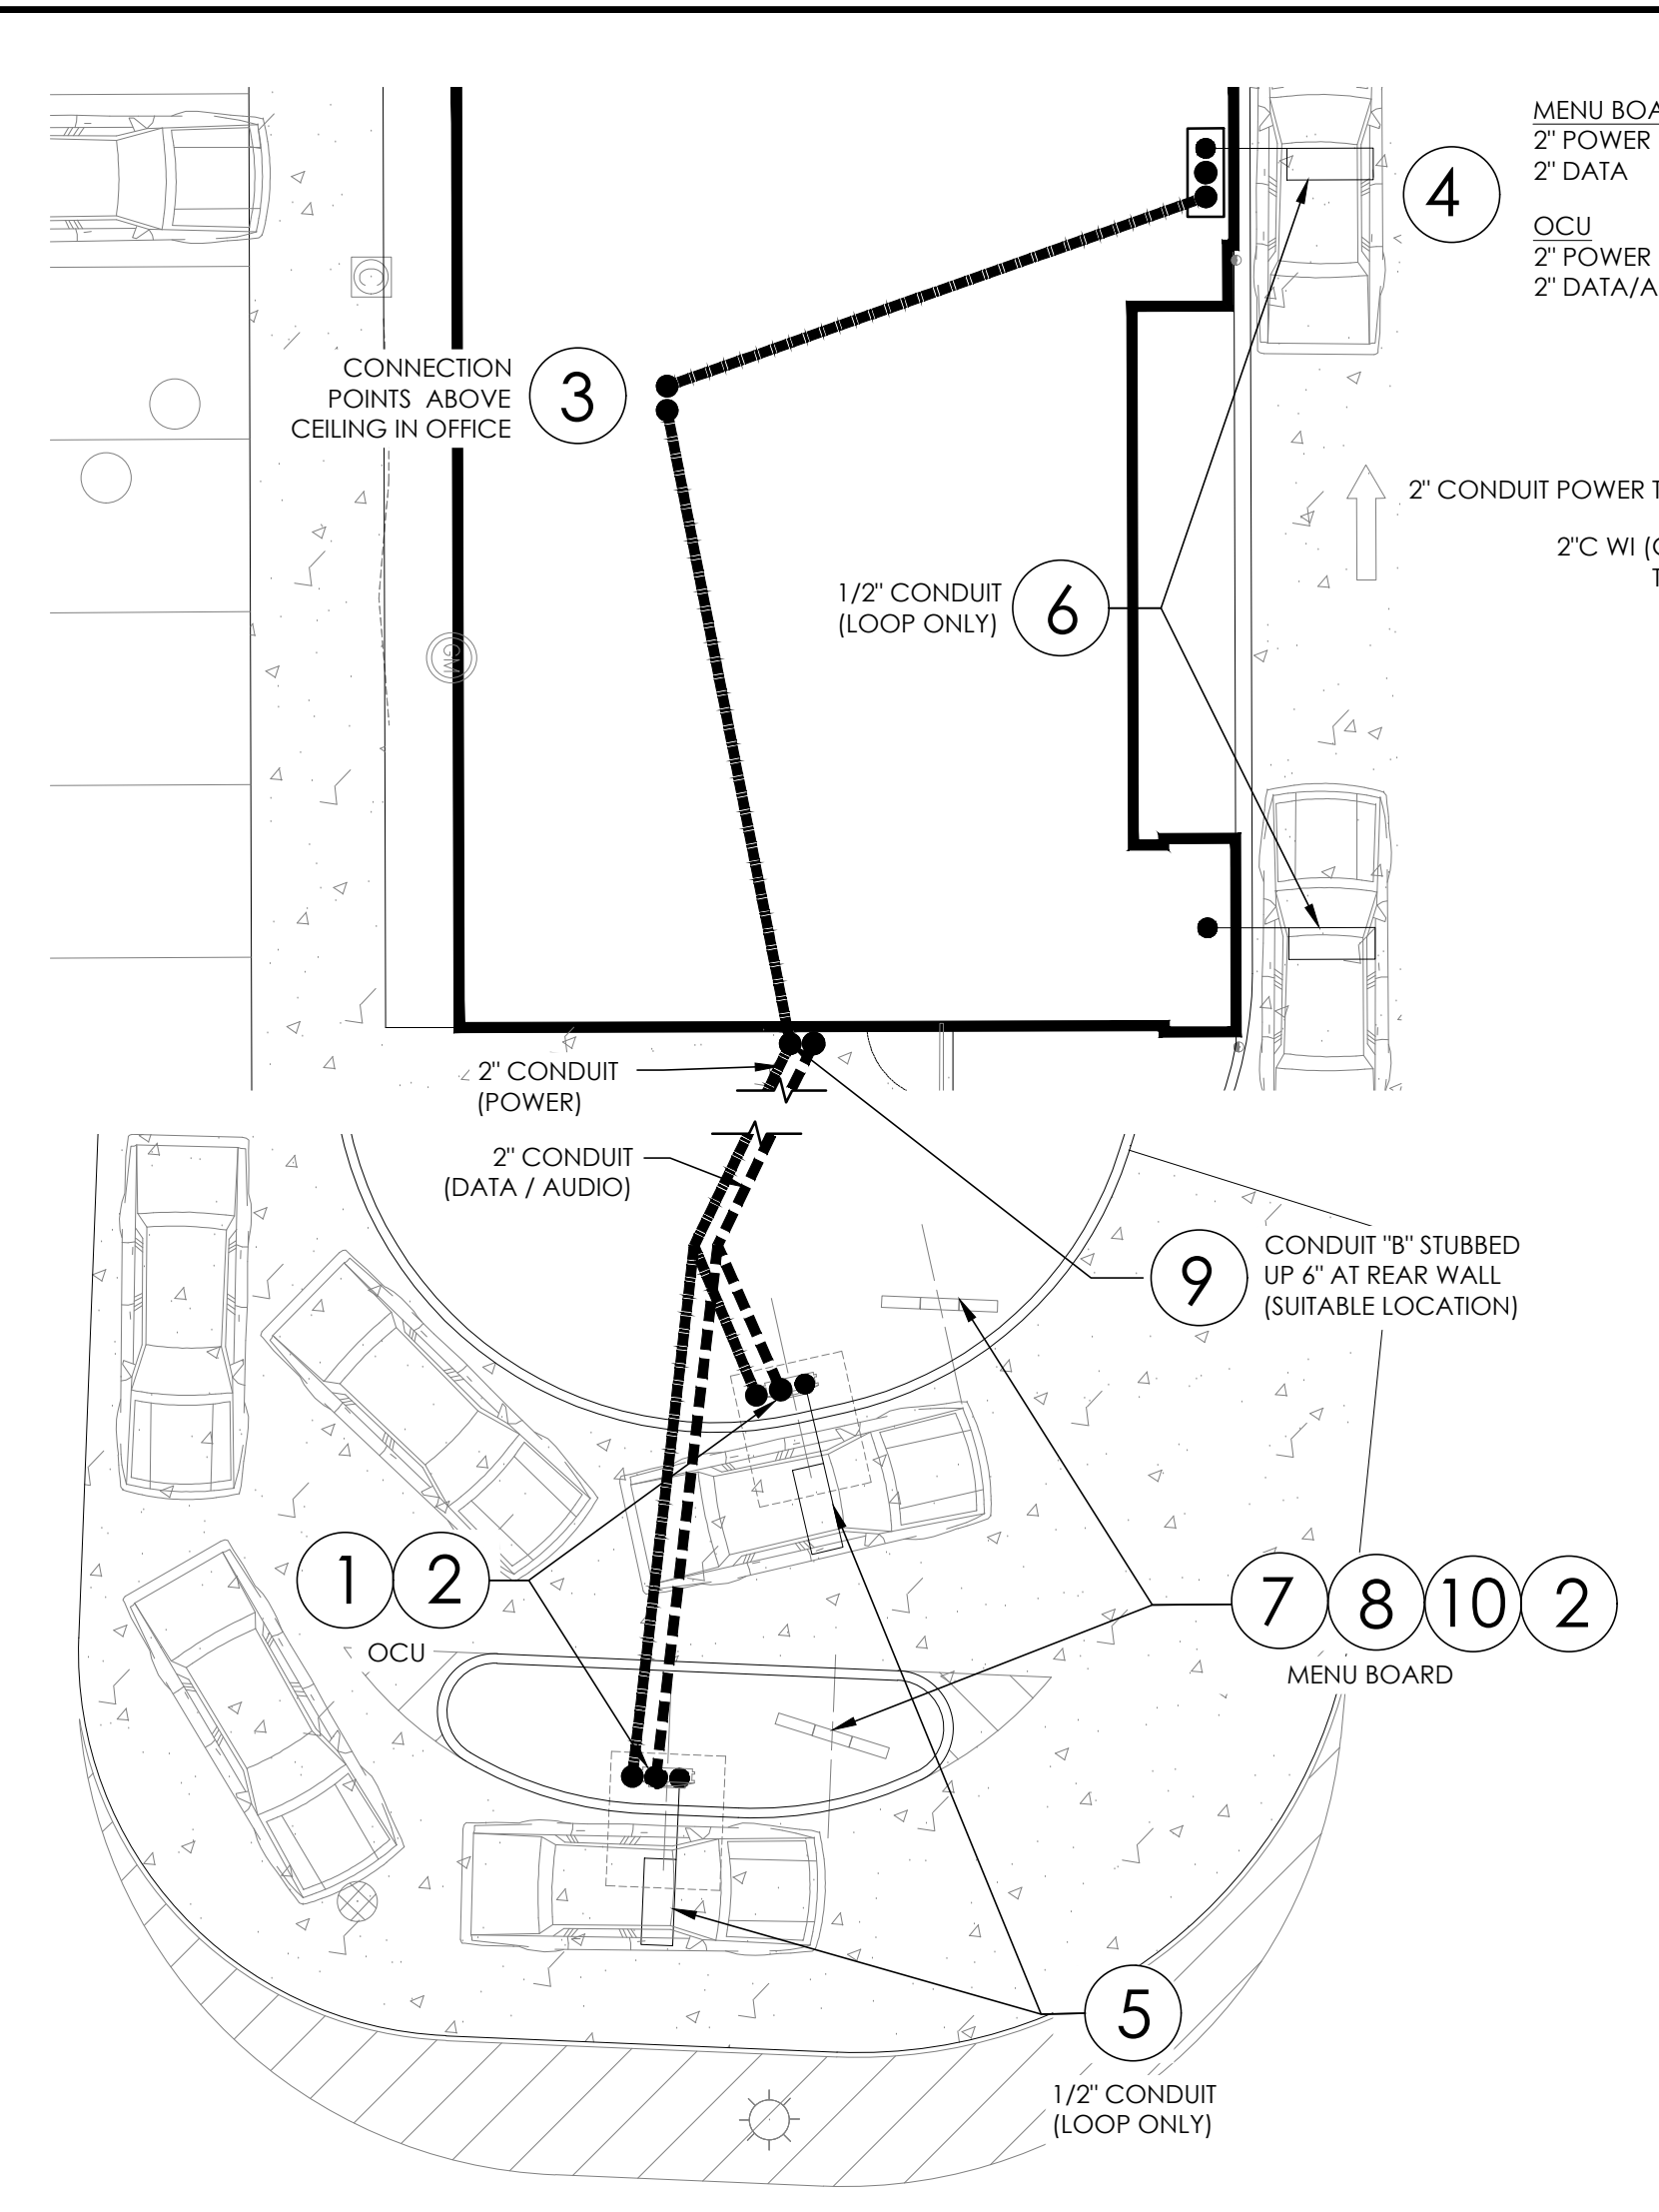 MENU BOA
2" POWER
2" DATA
4
OCU
2" POWER
2" DATA/A
C
CONNECTION
POINTS ABOVE
CEILING IN OFFICE
3
2" CONDUIT POWER T
2"C WI (C
T
1/2" CONDUIT
(LOOP ONLY)
6
GM
2" CONDUIT
(POWER)
2" CONDUIT
(DATA / AUDIO)
9
CONDUIT "B" STUBBED
UP 6" AT REAR WALL
(SUITABLE LOCATION)
1 2
OCU
7 8 10 2
MENU BOARD
5
1/2" CONDUIT
(LOOP ONLY)